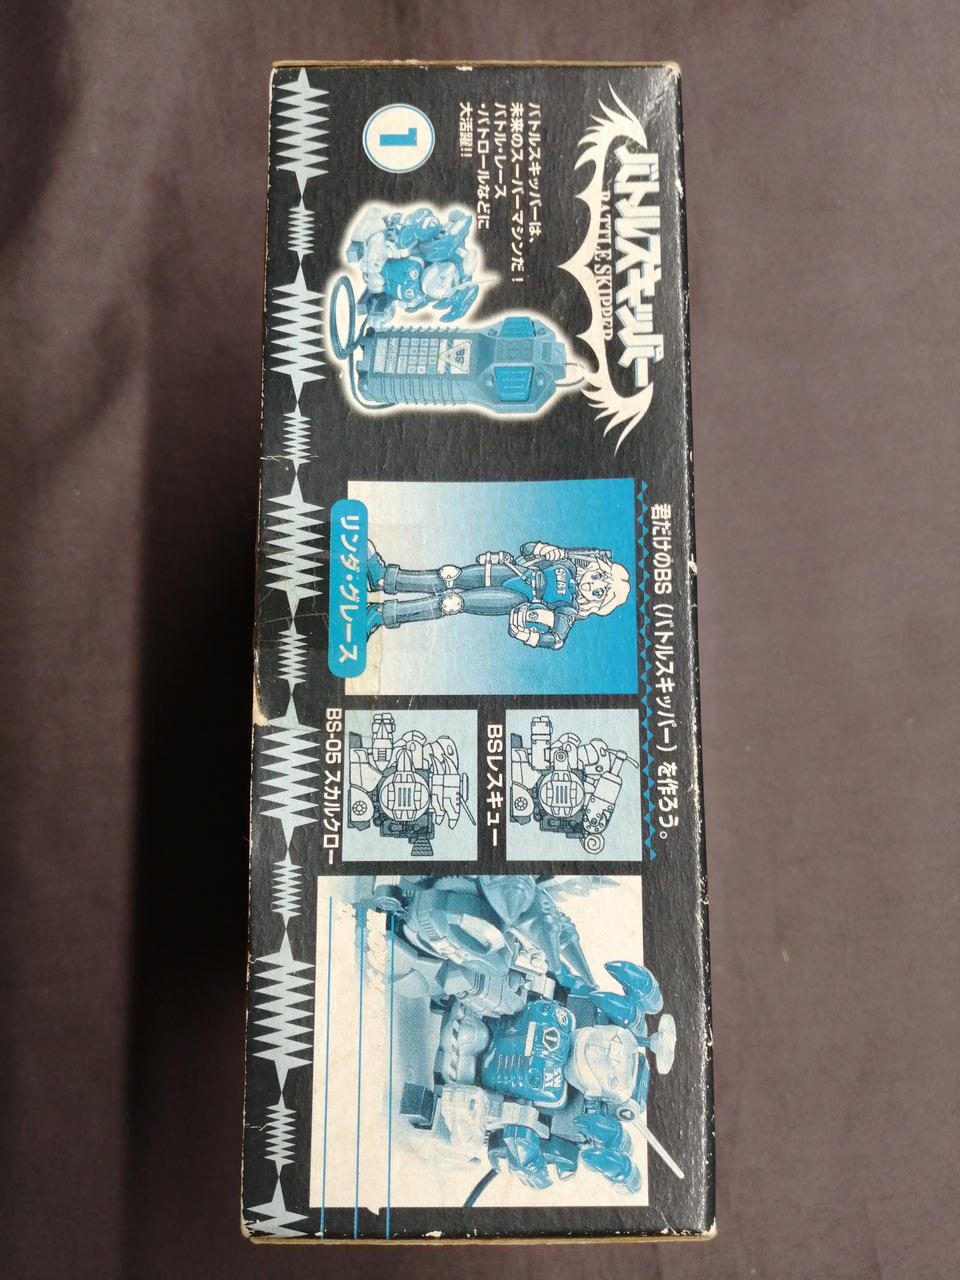 バトルスキッパー
BATTLE SKIPPER
1
バトルスキッパーは、
未来のスーパーマシンだ!
バトル・レース
・パトロールなどに
大活躍!!
BS
君だけのBS(バトルスキッパー)を作ろう。
SWAT
リンダ・グレース
BSレスキュー
BS-05 スカルクロー